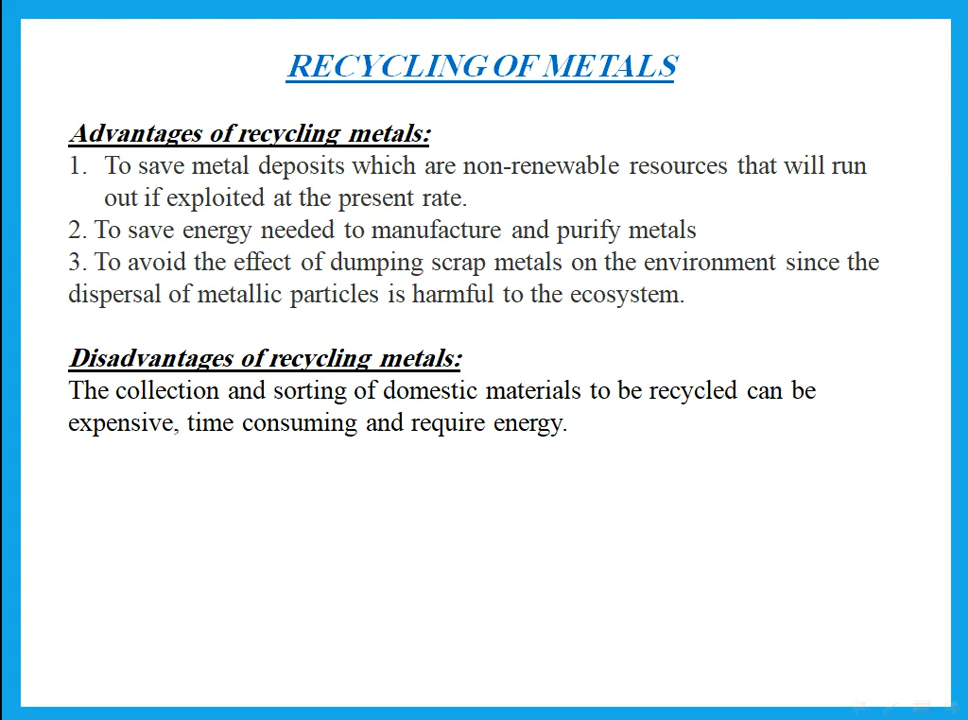 RECYCLING OF METALS
Advantages of recycling metals:
1. To save metal deposits which are non-renewable resources that will run
out if exploited at the present rate.
2. To save energy needed to manufacture and purify metals
3. To avoid the effect of dumping scrap metals on the environment since the
dispersal of metallic particles is harmful to the ecosystem.
Disadvantages of recycling metals:
The collection and sorting of domestic materials to be recycled can be
expensive, time consuming and require energy.